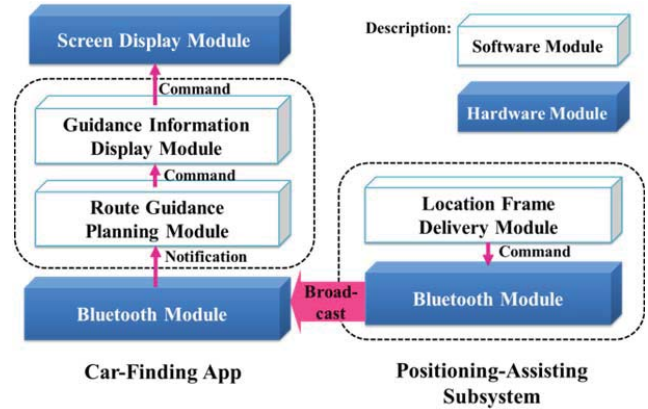 Screen Display Module
Command
Guidance Information
Display Module
Command
Route Guidance
Planning Module
Notification
Bluetooth Module
Car-Finding App
Description:
Software Module
Hardware Module
Location Frame
Delivery Module
Command
Bluetooth Module
Broad-
cast
Positioning-Assisting
Subsystem